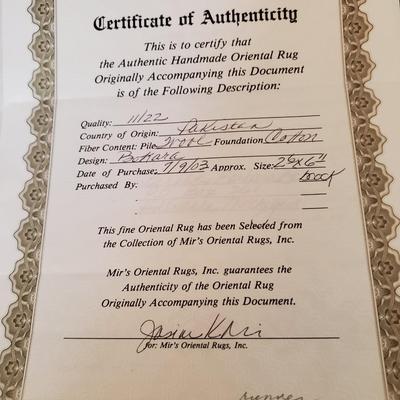 Certificate of Authenticity
This is to certify that
the Authentic Handmade Oriental Rug
Originally Accompanying this Document
is of the Following Description:
Quality: 11/22
Country of Origin: Pakistan
Fiber Content: Pile Wool Foundation Cotton
Design: Bokara
Date of Purchase: 7/9/03 Approx. Size: 2'6 x 6'11
Purchased By:
This fine Oriental Rug has been Selected from
the Collection of Mir's Oriental Rugs, Inc.
Mir's Oriental Rugs, Inc. guarantees the
Authenticity of the Oriental Rug
Originally Accompanying this Document.
for: Mir's Oriental Rugs, Inc.
runner